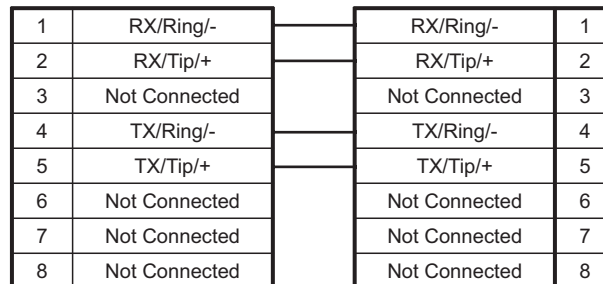 1 RX/Ring/- RX/Ring/- 1
2 RX/Tip/+ RX/Tip/+ 2
3 Not Connected Not Connected 3
4 TX/Ring/- TX/Ring/- 4
5 TX/Tip/+ TX/Tip/+ 5
6 Not Connected Not Connected 6
7 Not Connected Not Connected 7
8 Not Connected Not Connected 8